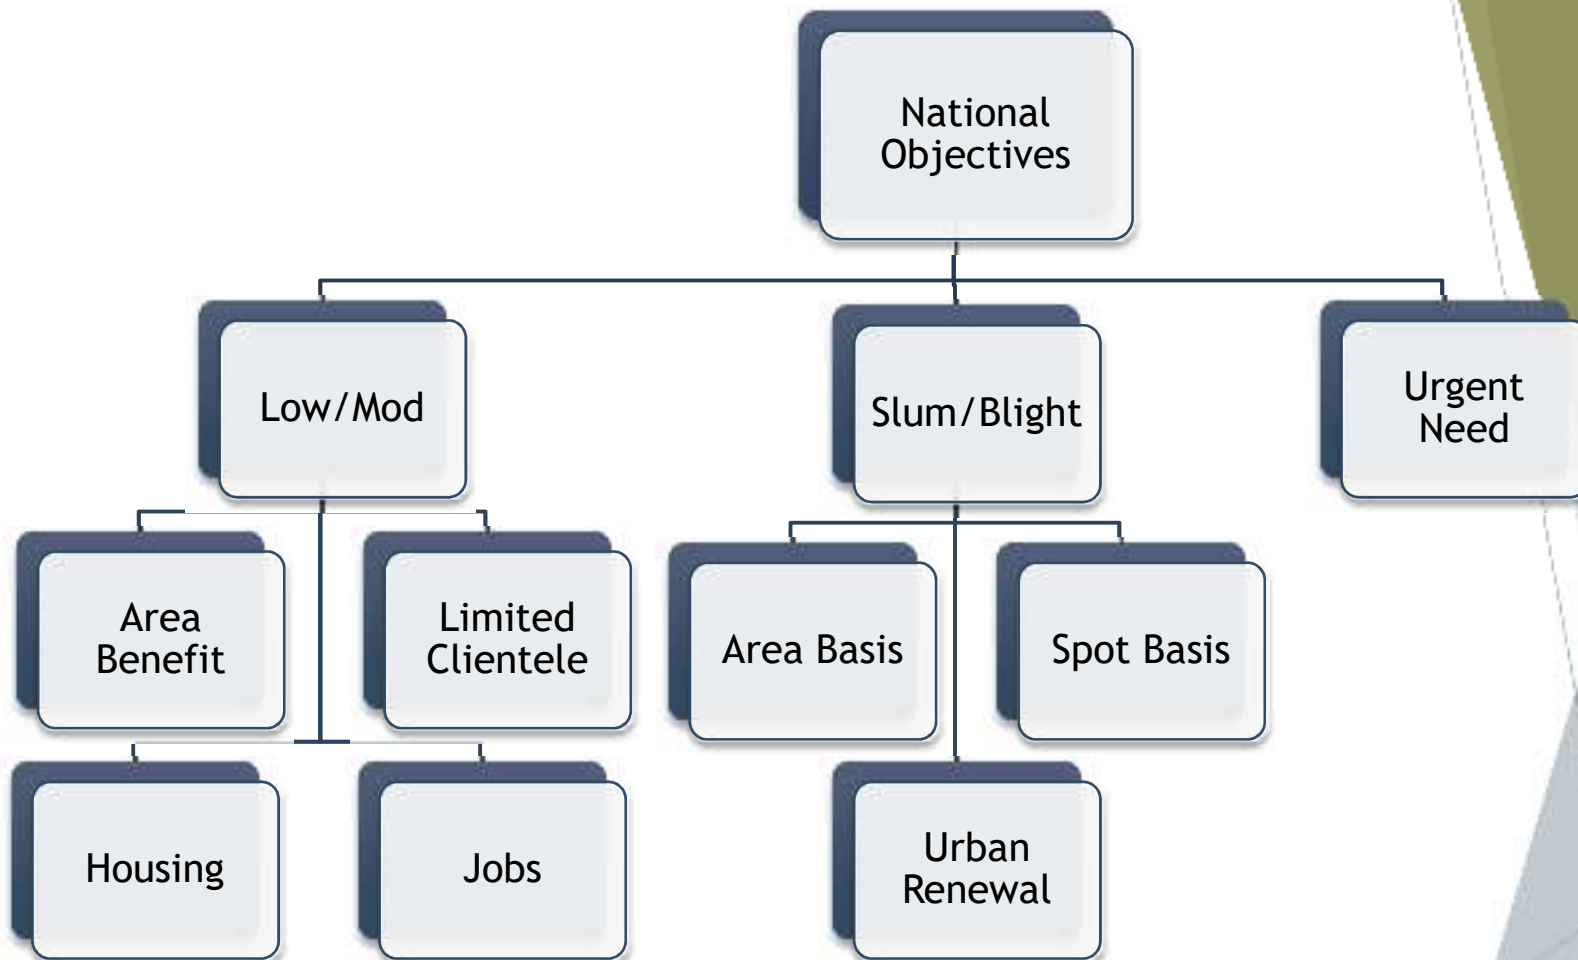 National
Objectives
Low/Mod
Slum/Blight
Urgent
Need
Area
Benefit
Limited
Clientele
Area Basis
Spot Basis
Housing
Jobs
Urban
Renewal